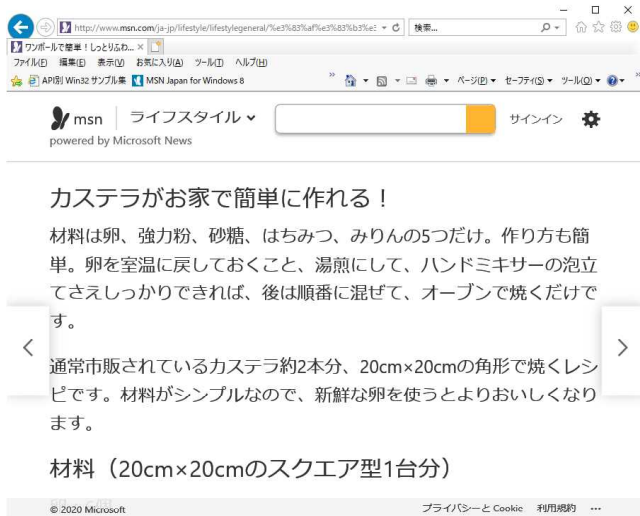 http://www.msn.com/ja-jp/lifestyle/lifestylegeneral/%e3%83%af%e3%83%b3%e:
検索...
ワンボールで簡単！しっとりふわ...
ファイル(F) 編集(E) 表示(V) お気に入り(A) ツール(T) ヘルプ(H)
API別 Win32 サンプル集 MSN Japan for Windows 8 ページ(P) セーフティ(S) ツール(O)
msn ライフスタイル サインイン
powered by Microsoft News
カステラがお家で簡単に作れる！
材料は卵、強力粉、砂糖、はちみつ、みりんの5つだけ。作り方も簡
単。卵を室温に戻しておくこと、湯煎にして、ハンドミキサーの泡立
てさえしっかりできれば、後は順番に混ぜて、オーブンで焼くだけで
す。
通常市販されているカステラ約2本分、20cm×20cmの角形で焼くレシ
ピです。材料がシンプルなので、新鮮な卵を使うとよりおいしくなり
ます。
材料（20cm×20cmのスクエア型1台分）
© 2020 Microsoft プライバシーと Cookie 利用規約 ...